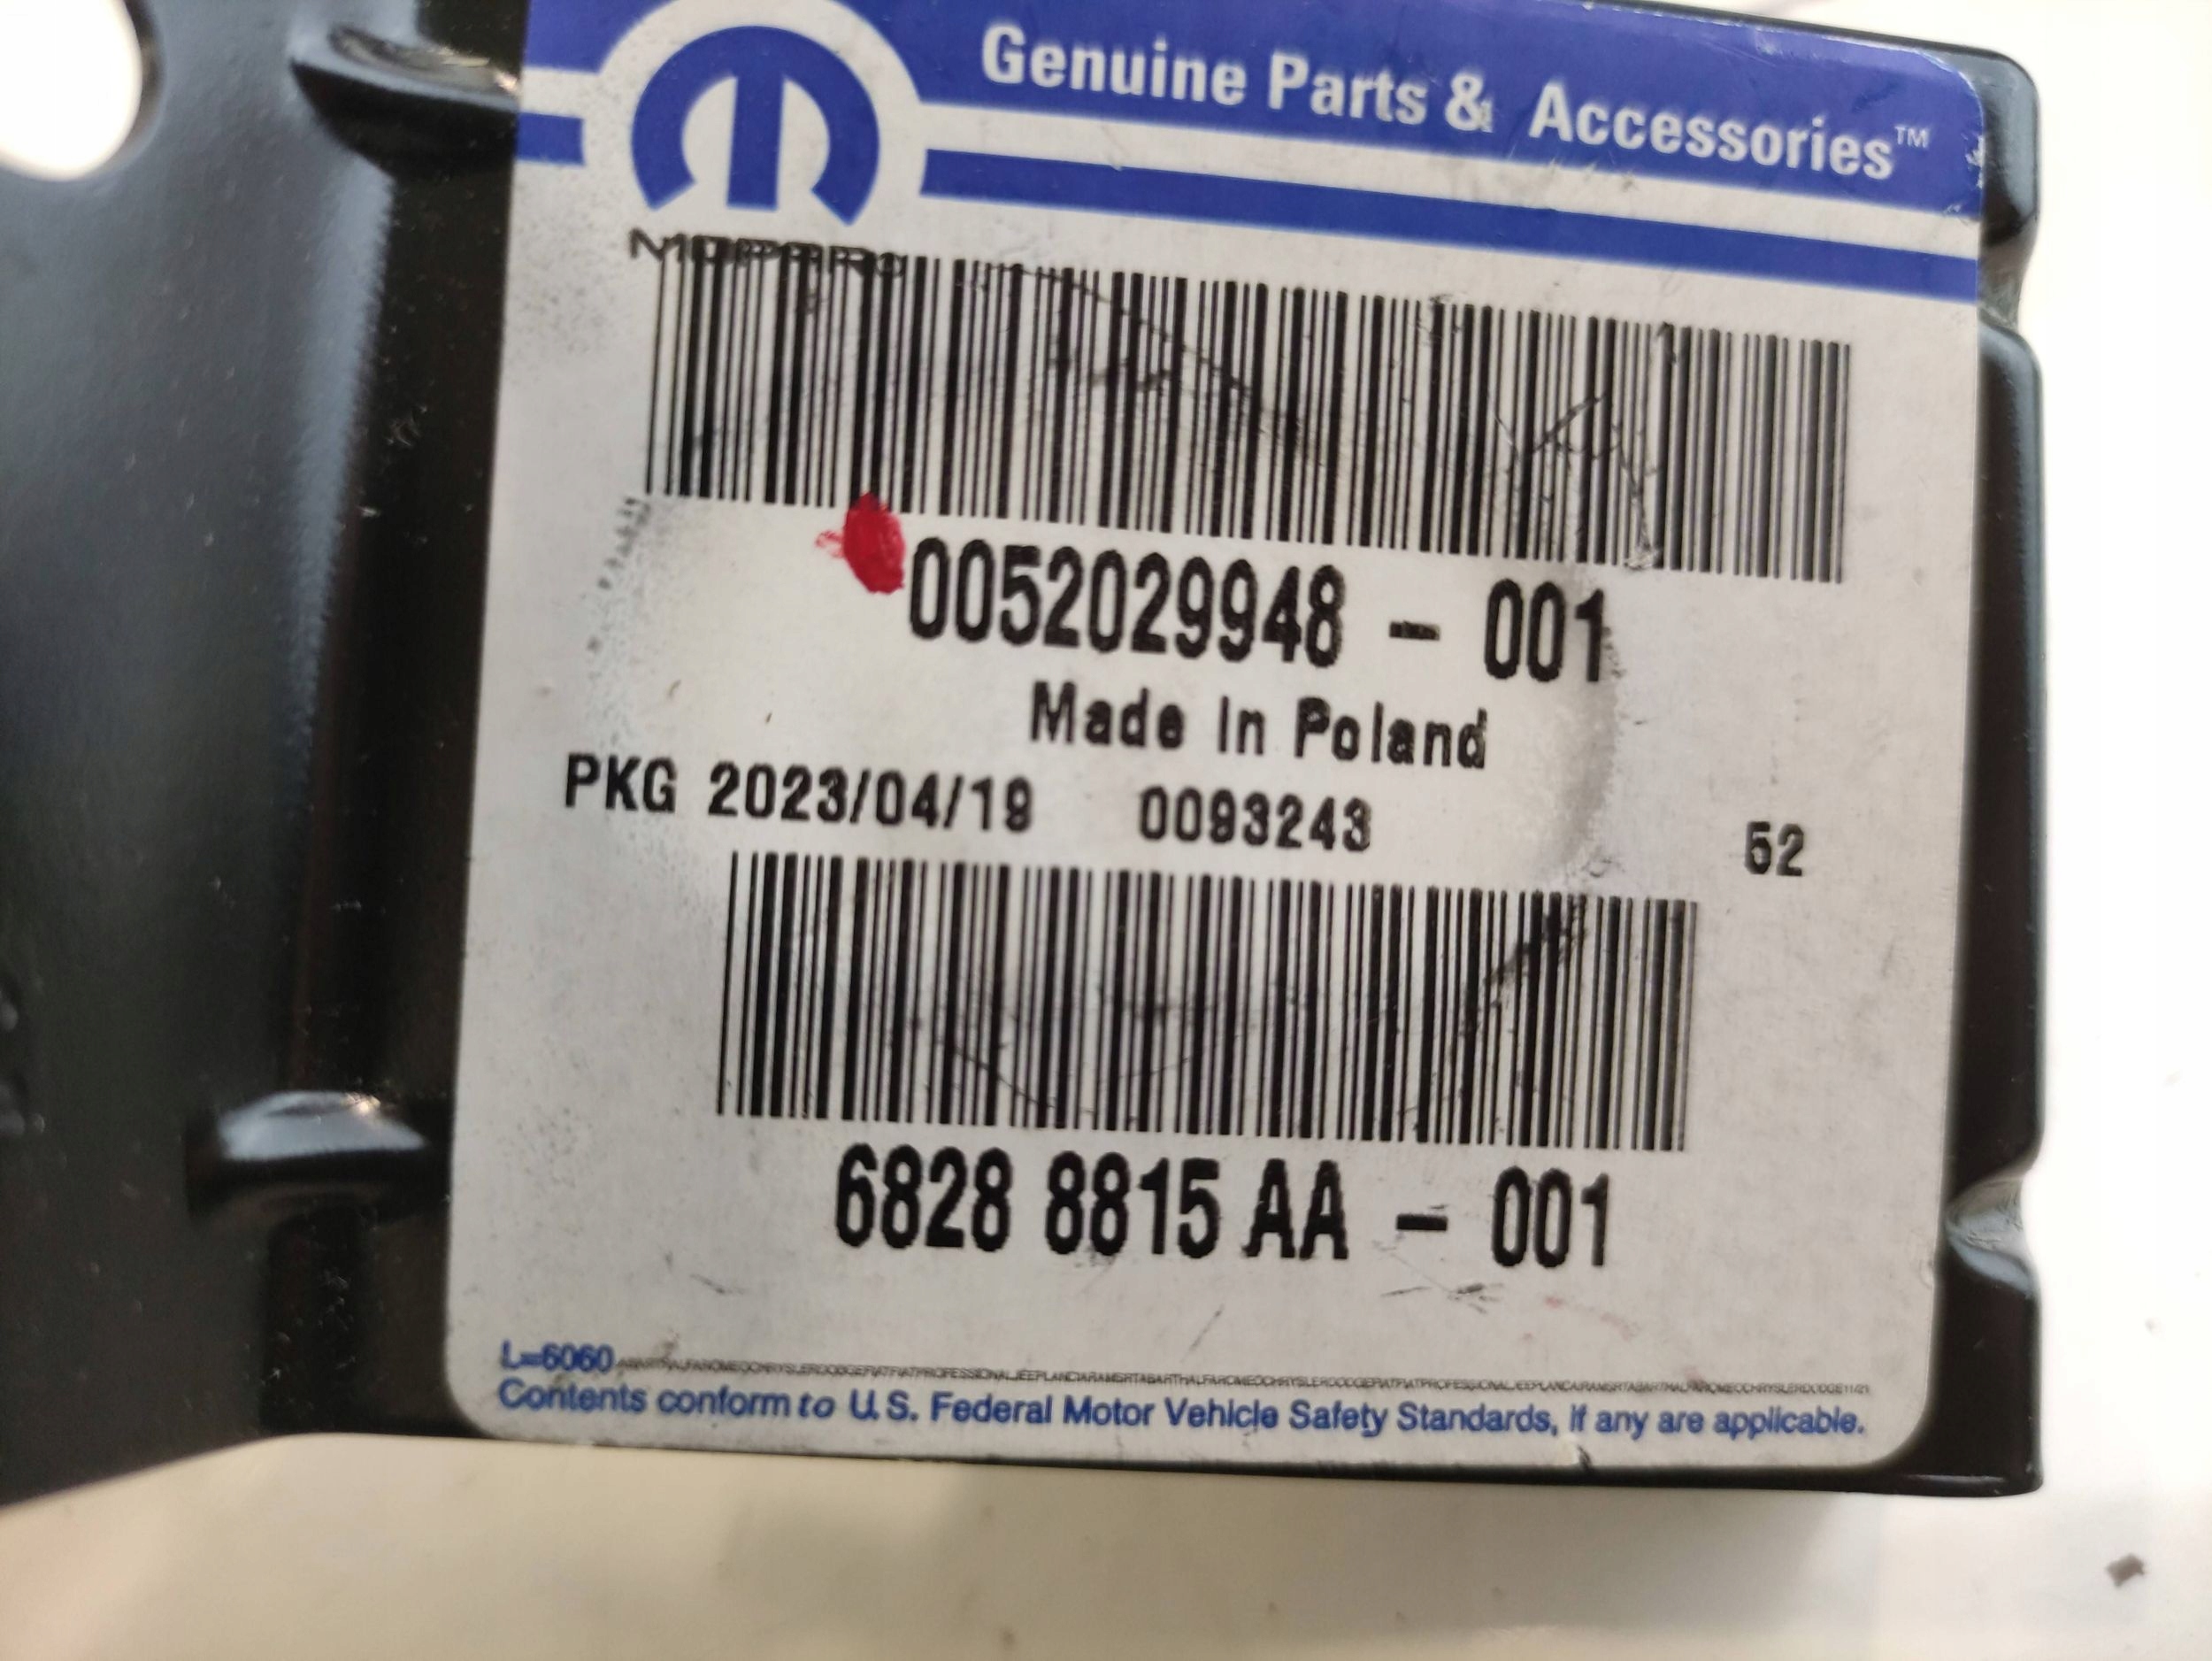 Genuine Parts & Accessories™
MOPAR®
0052029948 - 001
Made In Poland
PKG 2023/04/19 0093243 52
6828 8815 AA - 001
L=6060
Contents conform to U.S. Federal Motor Vehicle Safety Standards, if any are applicable.